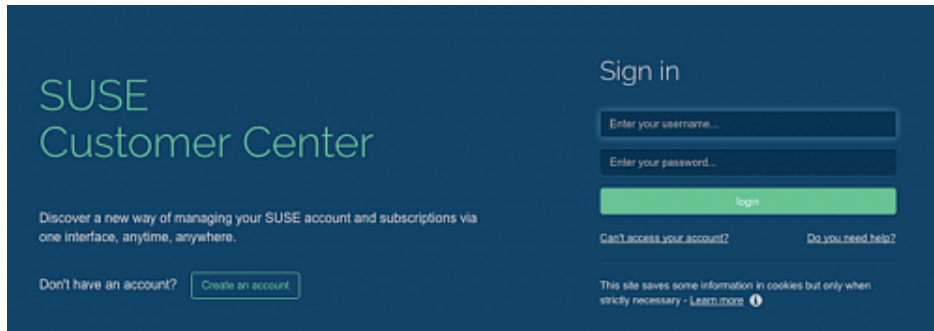 SUSE
Customer Center
Discover a new way of managing your SUSE account and subscriptions via
one interface, anytime, anywhere.
Don't have an account? Create an account
Sign in
Enter your username...
Enter your password...
login
Can't access your account? Do you need help?
This site saves some information in cookies but only when
strictly necessary - Learn more